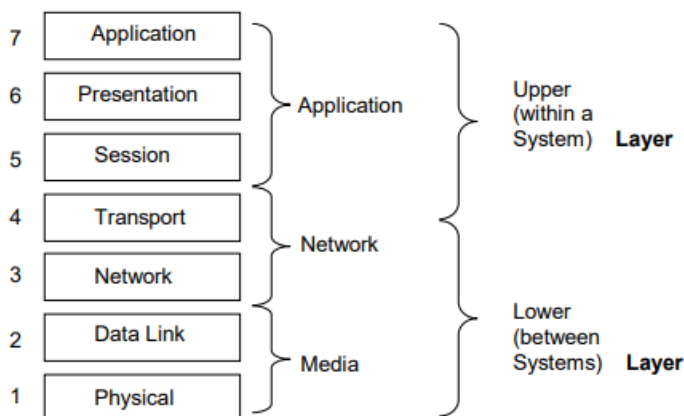 7 Application
6 Presentation
5 Session
4 Transport
3 Network
2 Data Link
1 Physical
Application
Network
Media
Upper
(within a
System) Layer
Lower
(between
Systems) Layer